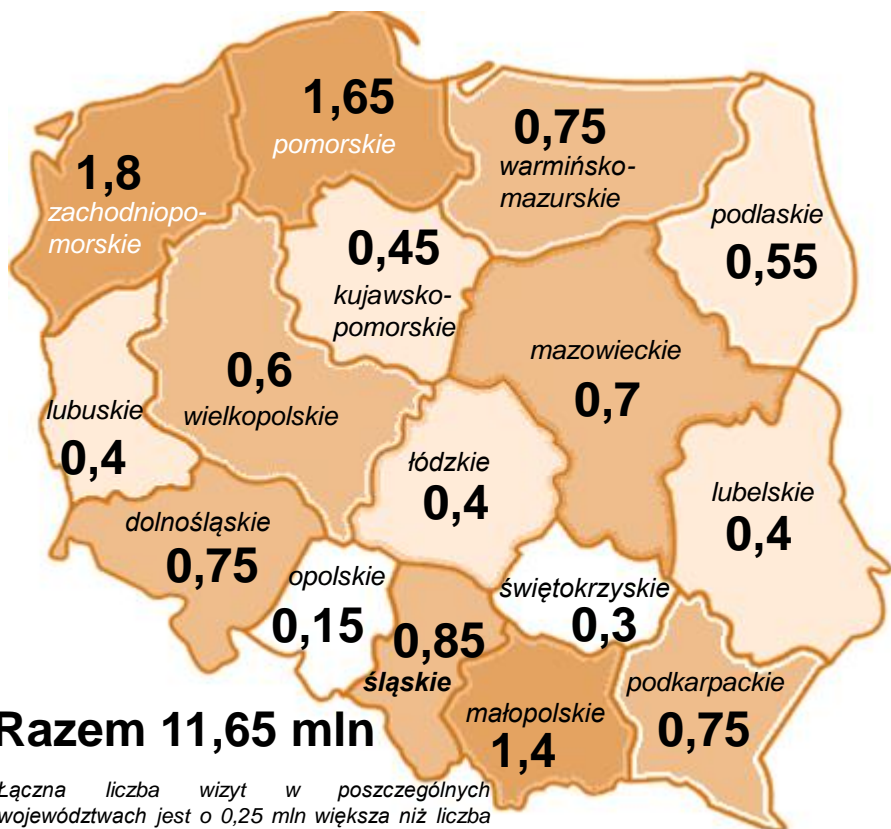 1,65
pomorskie
0,75
warmińsko-
mazurskie
1,8
zachodniopo-
morskie
podlaskie
0,55
0,45
kujawsko-
pomorskie
mazowieckie
0,7
0,6
wielkopolskie
lubuskie
0,4
łódzkie
0,4
lubelskie
0,4
dolnośląskie
0,75
opolskie
0,15
świętokrzyskie
0,3
0,85
śląskie
podkarpackie
0,75
małopolskie
1,4
Razem 11,65 mln
Łączna liczba wizyt w poszczególnych
województwach jest o 0,25 mln większa niż liczba